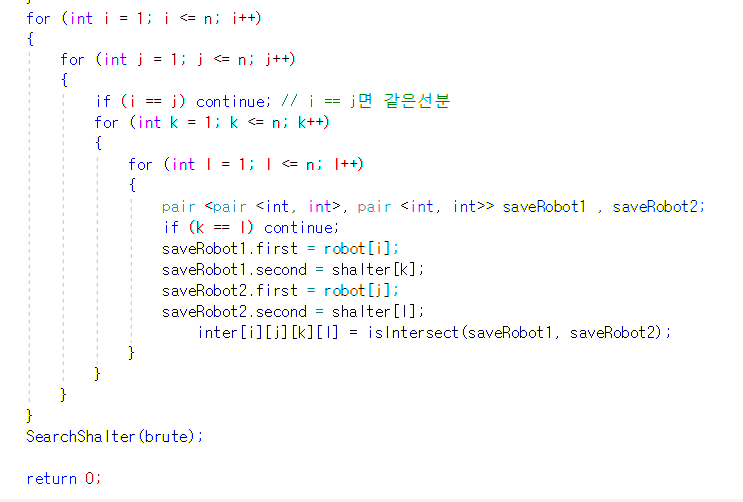 for (int i = 1; i <= n; i++)
{
for (int j = 1; j <= n; j++)
{
if (i == j) continue; // i == j면 같은선분
for (int k = 1; k <= n; k++)
{
for (int l = 1; l <= n; l++)
{
pair <pair <int, int>, pair <int, int>> saveRobot1 , saveRobot2;
if (k == l) continue;
saveRobot1.first = robot[i];
saveRobot1.second = shalter[k];
saveRobot2.first = robot[j];
saveRobot2.second = shalter[l];
inter[i][j][k][l] = isIntersect(saveRobot1, saveRobot2);
}
}
}
}
SearchShalter(brute);
return 0;